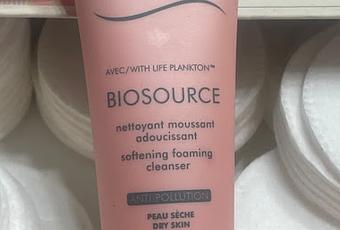 AVEC/WITH LIFE PLANKTON™
BIOSOURCE
nettoyant moussant
adoucissant
softening foaming
cleanser
ANTI-POLLUTION
PEAU SÈCHE
DRY SKIN